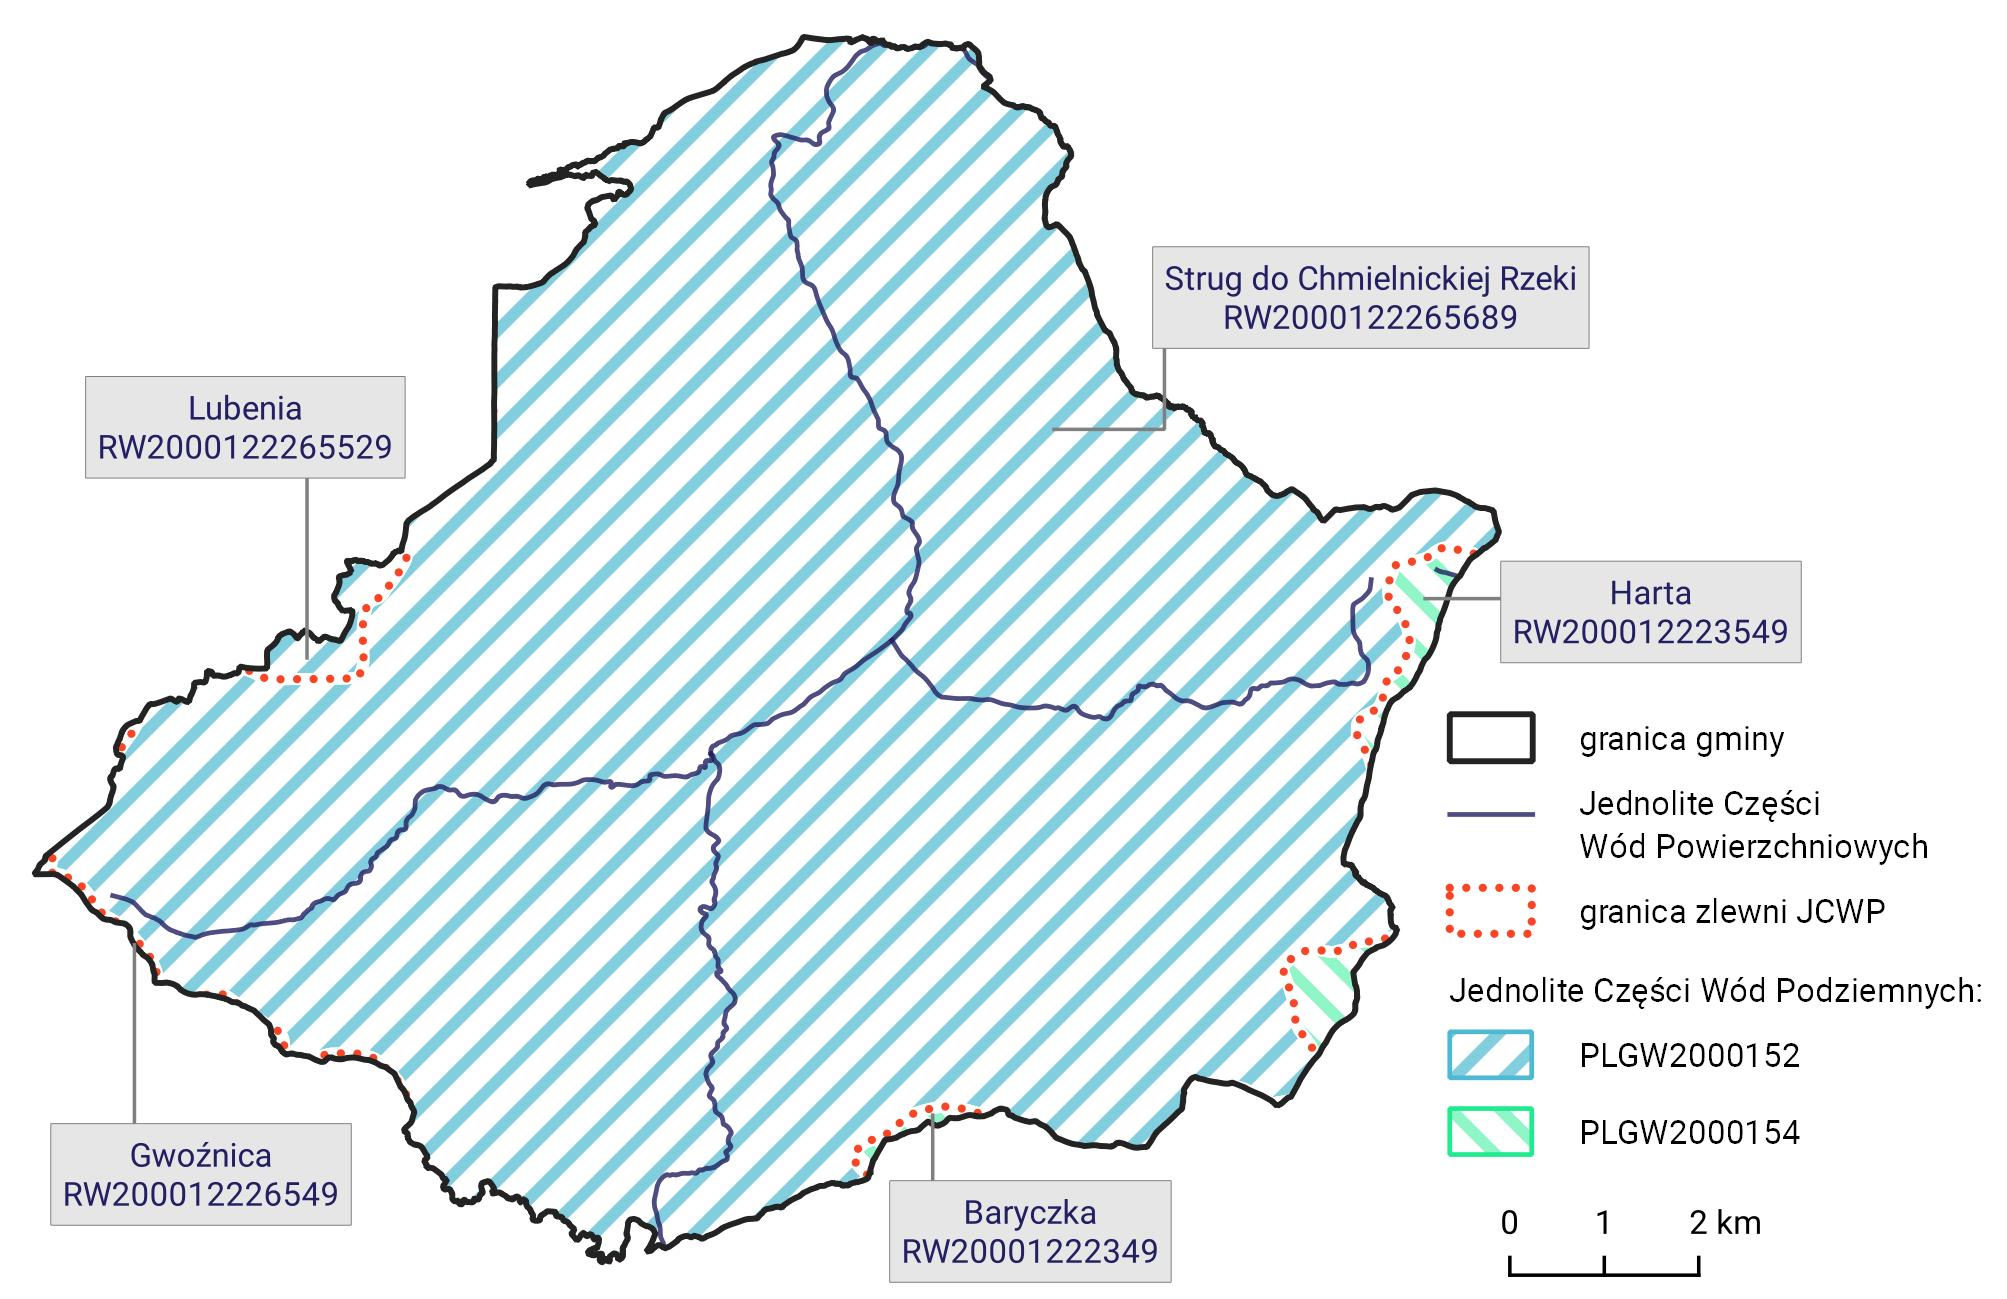 Strug do Chmielnickiej Rzeki
RW2000122265689
Lubenia
RW2000122265529
Harta
RW200012223549
granica gminy
Jednolite Części
Wód Powierzchniowych
granica zlewni JCWP
Jednolite Części Wód Podziemnych:
PLGW2000152
PLGW2000154
Gwoźnica
RW200012226549
Baryczka
RW20001222349
0 1 2 km